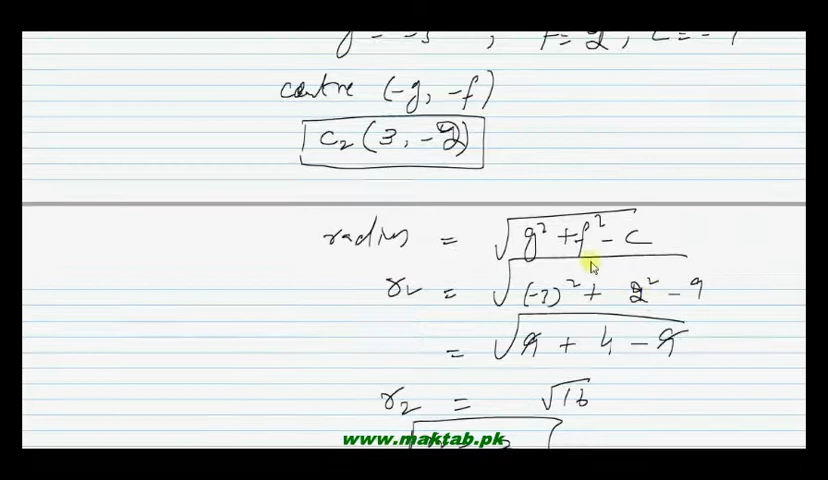 centre (-g, -f)
C₂ (3, -2)
radius = √g² + f² - c
r₂ = √(-3)² + 2² - 9
= √9 + 4 - 9
r₂ = √16
www.maktab.pk